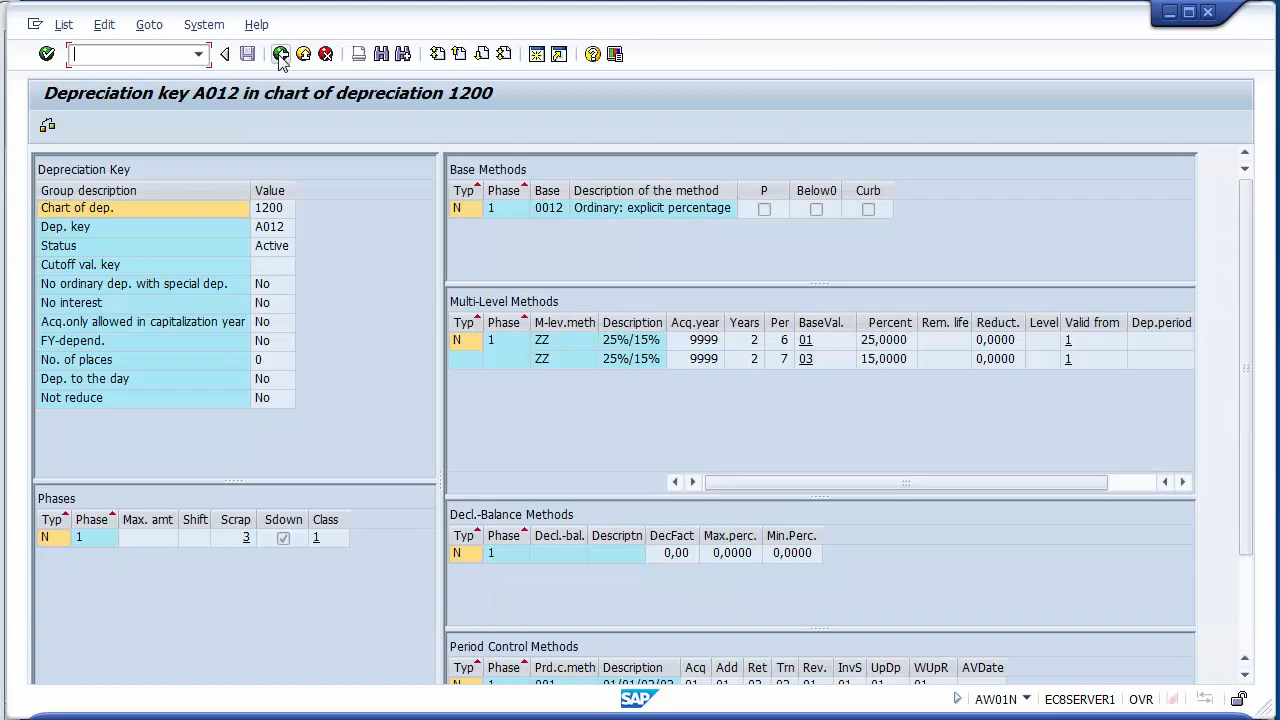 List Edit Goto System Help
Depreciation key A012 in chart of depreciation 1200
Depreciation Key
Group description Value
Chart of dep. 1200
Dep. key A012
Status Active
Cutoff val. key
No ordinary dep. with special dep. No
No interest No
Acq.only allowed in capitalization year No
FY-depend. No
No. of places 0
Dep. to the day No
Not reduce No
Phases
Typ Phase Max. amt Shift Scrap Sdown Class
N 1 3 1
Base Methods
Typ Phase Base Description of the method P Below0 Curb
N 1 0012 Ordinary: explicit percentage
Multi-Level Methods
Typ Phase M-lev.meth Description Acq.year Years Per BaseVal. Percent Rem. life Reduct. Level Valid from Dep.period
N 1 ZZ 25%/15% 9999 2 6 01 25,0000 0,0000 1
ZZ 25%/15% 9999 2 7 03 15,0000 0,0000 1
Decl.-Balance Methods
Typ Phase Decl.-bal. Descriptn DecFact Max.perc. Min.Perc.
N 1 0,00 0,0000 0,0000
Period Control Methods
Typ Phase Prd.c.meth Description Acq Add Ret Trn Rev. InvS UpDp WUpR AVDate
SAP AW01N EC8SERVER1 OVR